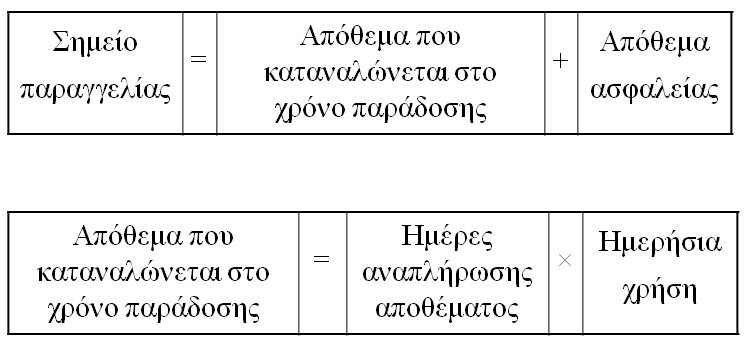 Σημείο παραγγελίας = Απόθεμα που καταναλώνεται στο χρόνο παράδοσης + Απόθεμα ασφαλείας
Απόθεμα που καταναλώνεται στο χρόνο παράδοσης = Ημέρες αναπλήρωσης αποθέματος × Ημερήσια χρήση